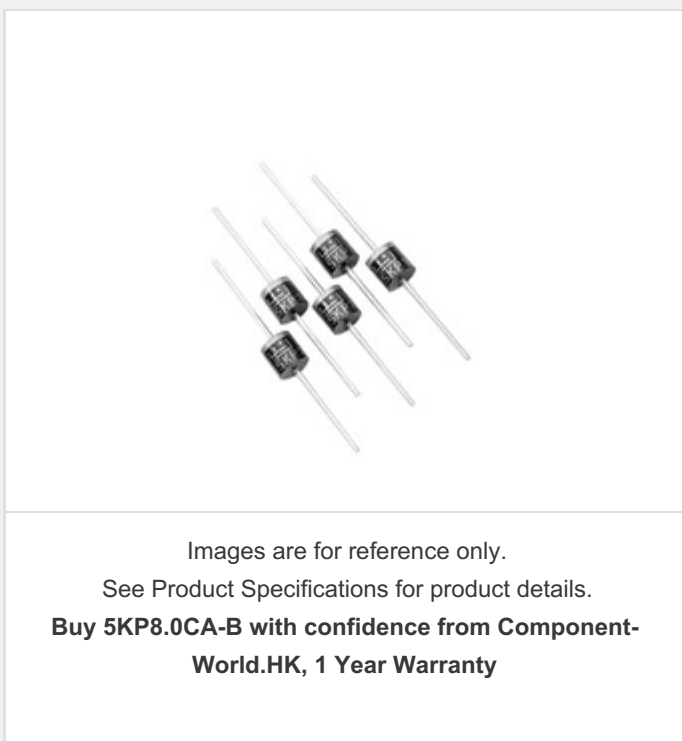 Images are for reference only.
See Product Specifications for product details.
Buy 5KP8.0CA-B with confidence from Component-
World.HK, 1 Year Warranty